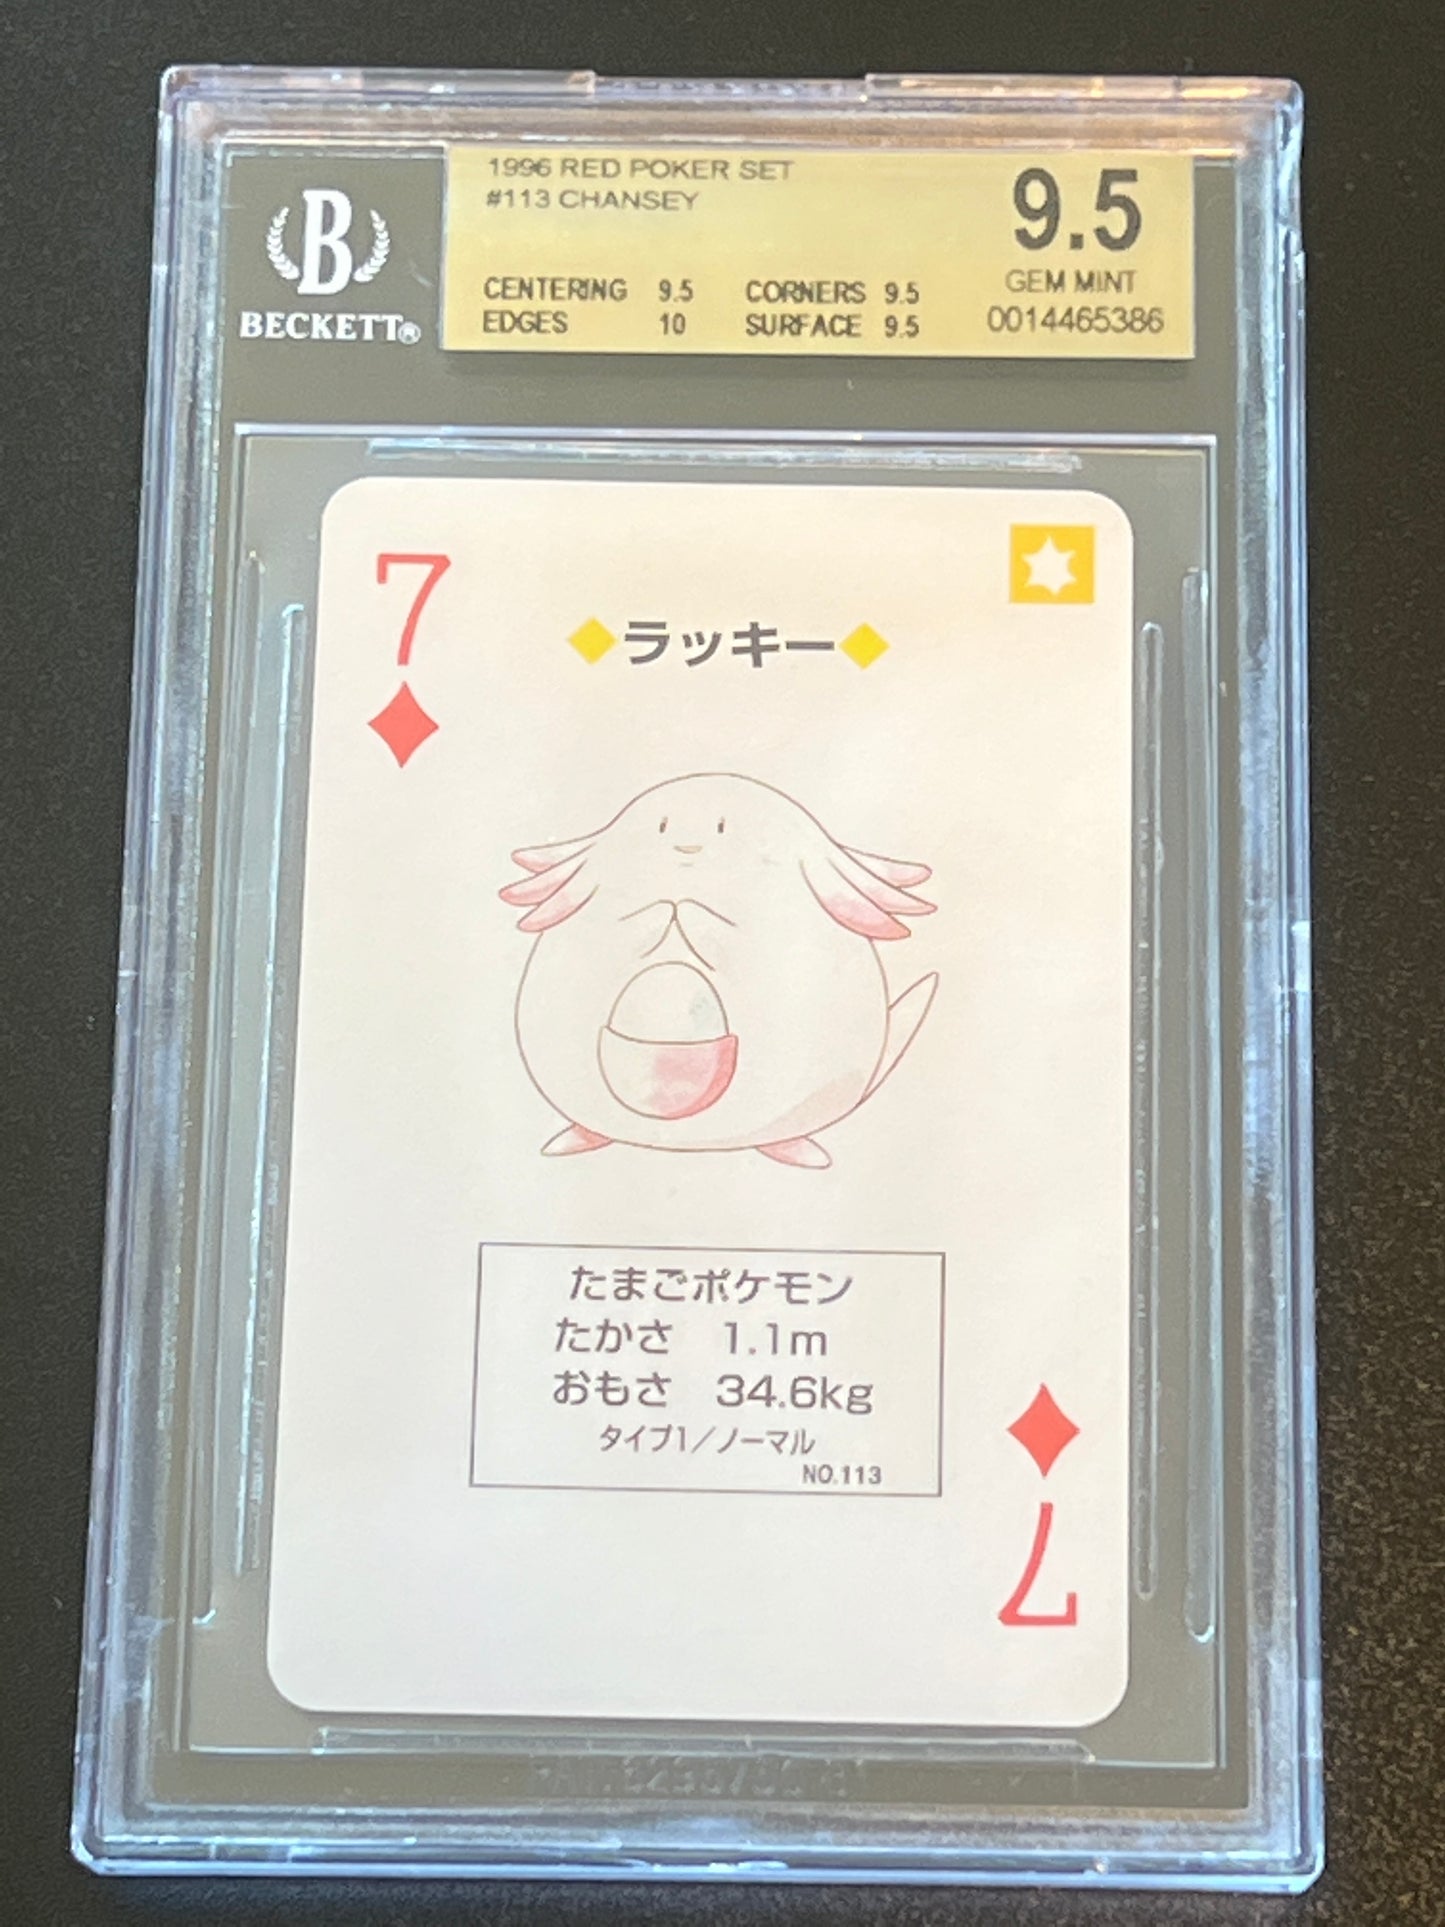 1996 RED POKER SET
#113 CHANSEY
CENTERING 9.5 CORNERS 9.5
EDGES 10 SURFACE 9.5
9.5
GEM MINT
0014465386
B
BECKETT®
7
ラッキー
たまごポケモン
たかさ 1.1m
おもさ 34.6kg
タイプ1/ノーマル
NO.113
7